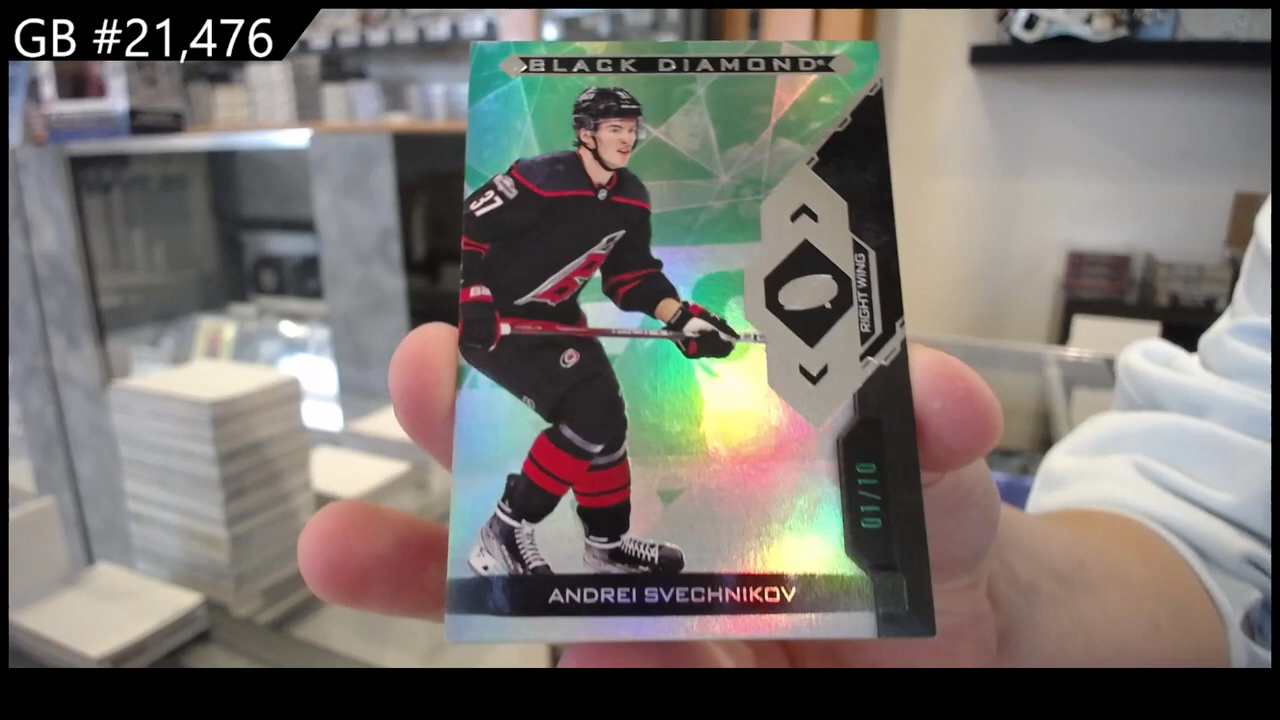 GB #21,476
BLACK DIAMOND
37
RIGHT WING
01/10
ANDREI SVECHNIKOV